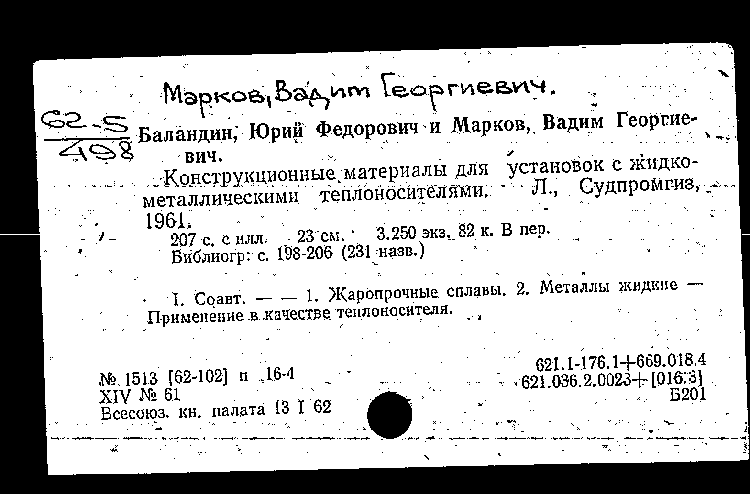 Марков, Вадим Георгиевич.
62-5
498
Баландин, Юрий Федорович и Марков, Вадим Георгие-
вич.
Конструкционные материалы для установок с жидко-
металлическими теплоносителями. Л., Судпромгиз,
1961.
207 с. с илл. 23 см. 3.250 экз. 82 к. В пер.
Библиогр: с. 198-206 (231 назв.)
I. Соавт. — — 1. Жаропрочные сплавы. 2. Металлы жидкие —
Применение в качестве теплоносителя.
№ 1513 [62-102] п 16-4
XIV № 61
Всесоюз. кн. палата 13 I 62
621.1-176.1+669.018.4
621.036.2.0023+[016:3]
Б201